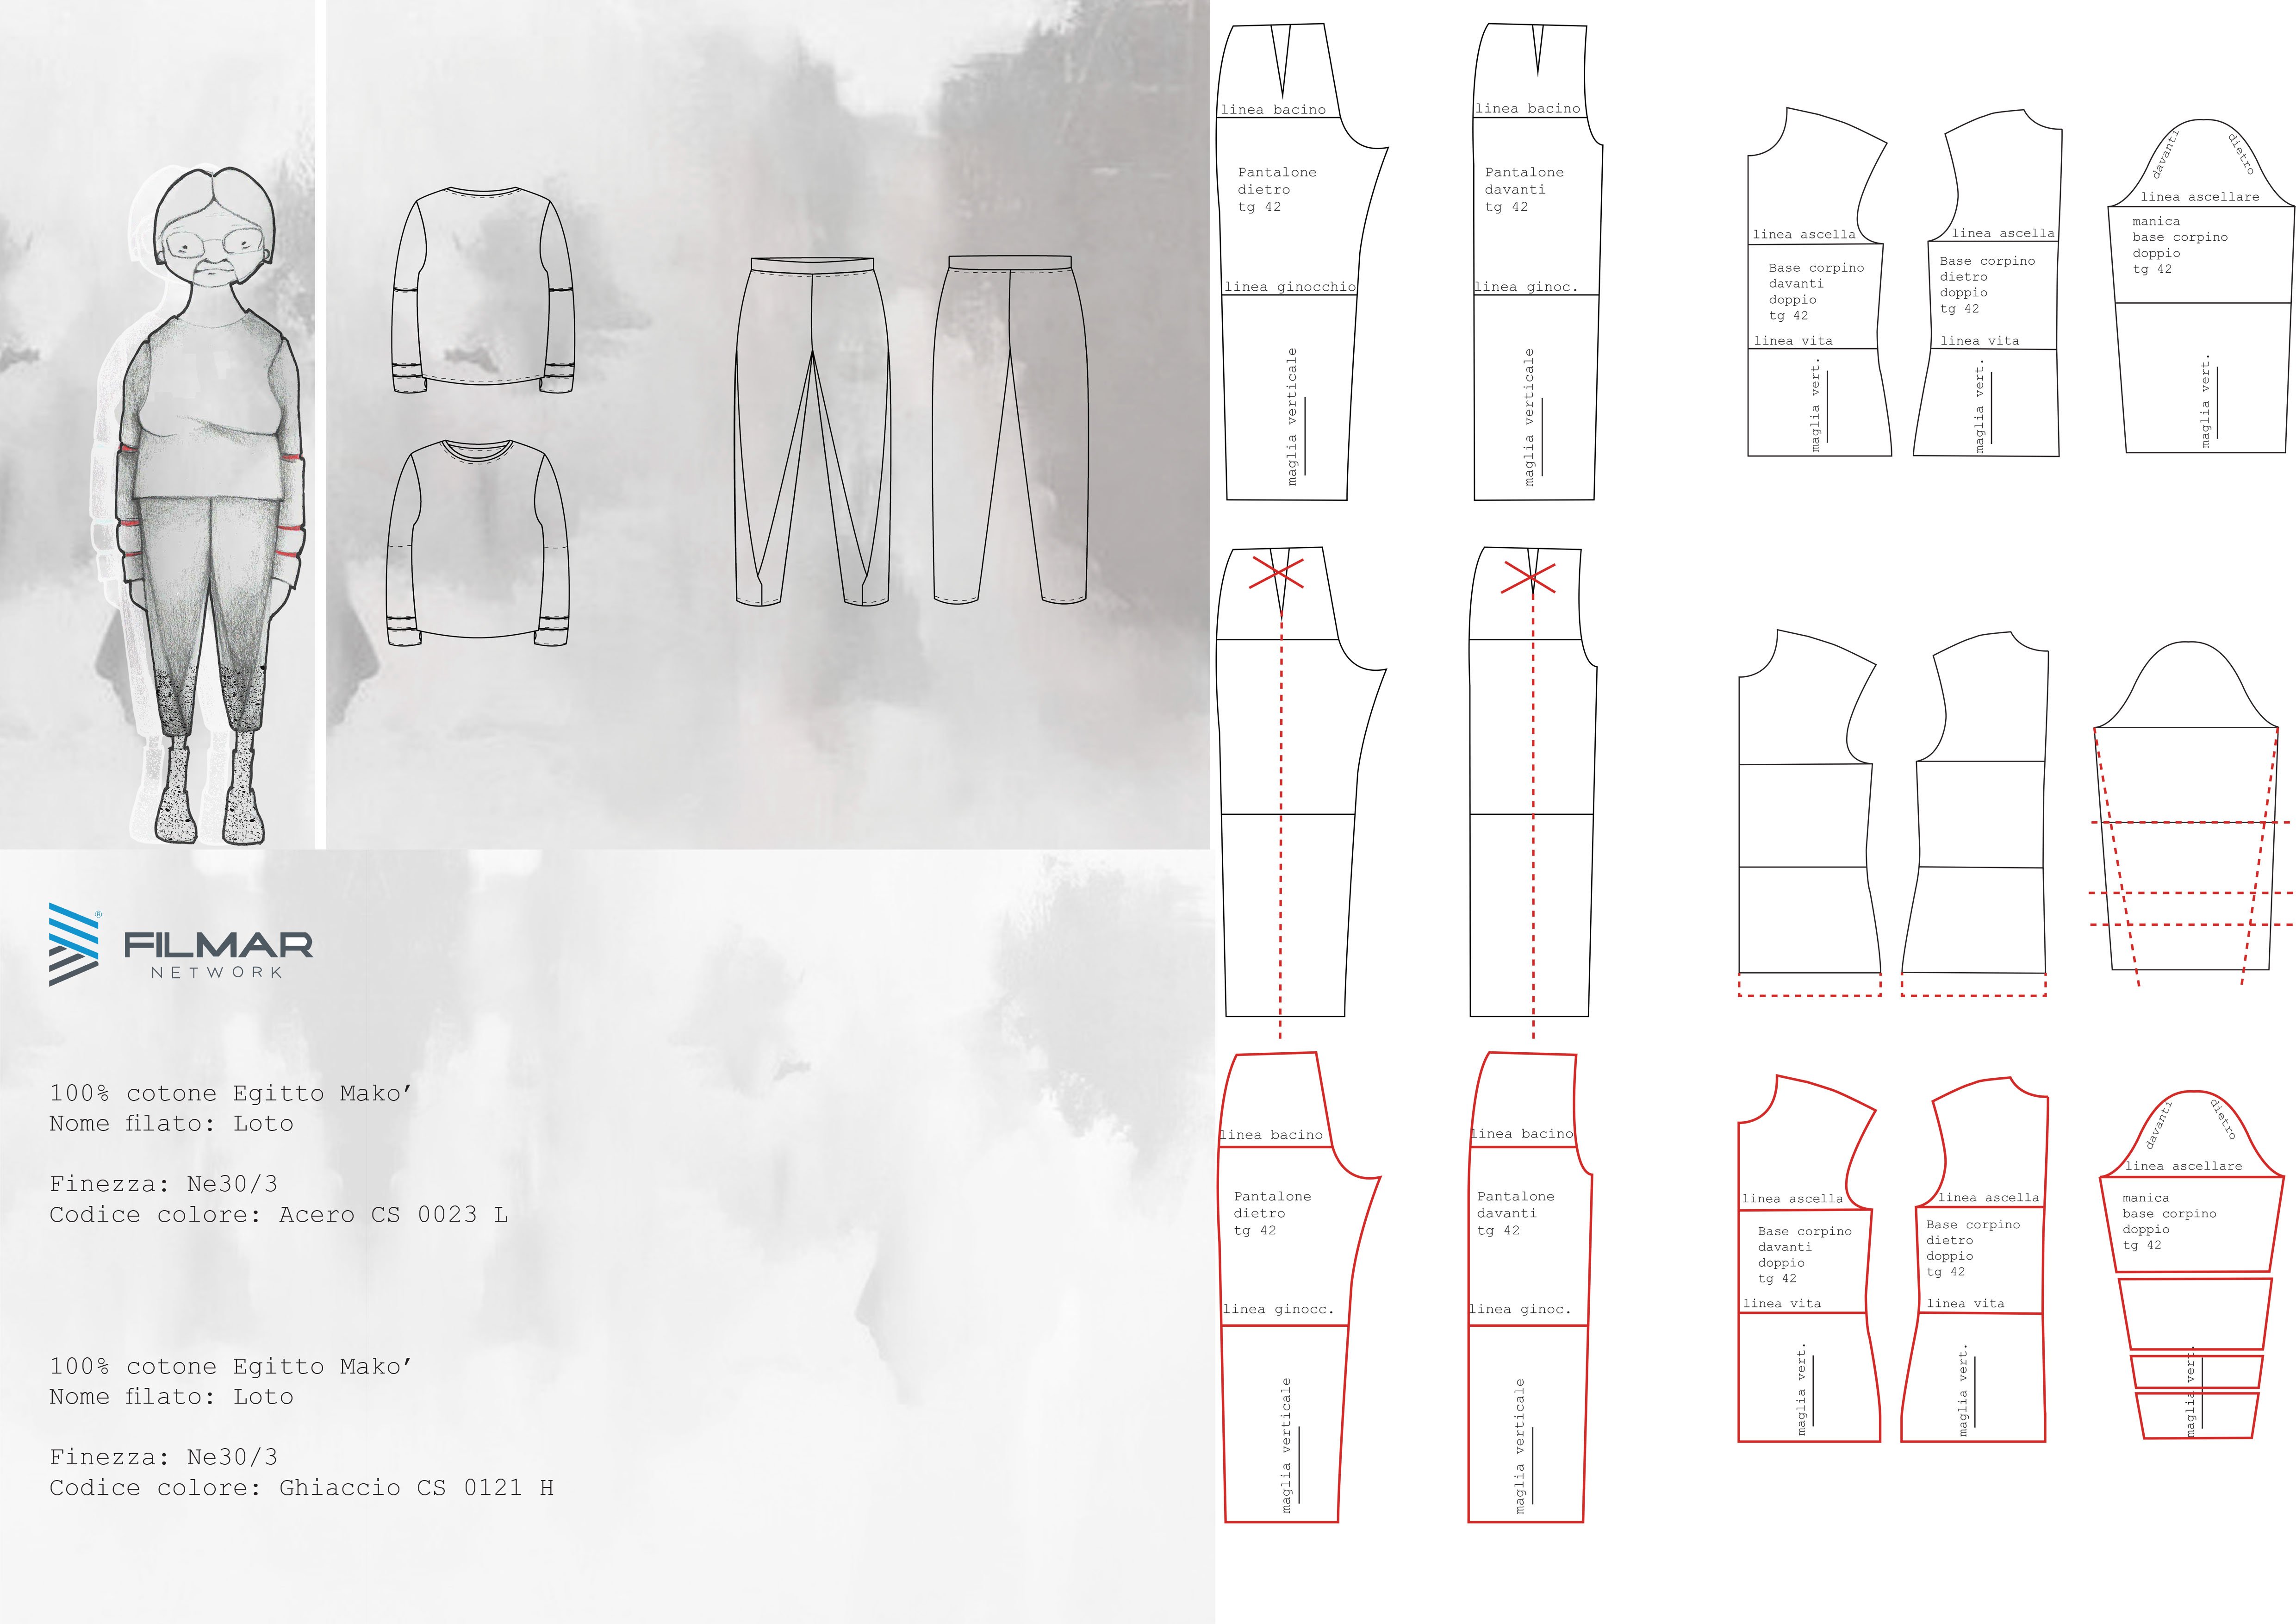 ®
FILMAR
NETWORK
100% cotone Egitto Mako’
Nome filato: Loto
Finezza: Ne30/3
Codice colore: Acero CS 0023 L
100% cotone Egitto Mako’
Nome filato: Loto
Finezza: Ne30/3
Codice colore: Ghiaccio CS 0121 H
linea bacino
Pantalone
dietro
tg 42
linea ginocchio
maglia verticale
linea bacino
Pantalone
davanti
tg 42
linea ginoc.
maglia verticale
linea ascella
Base corpino
davanti
doppio
tg 42
linea vita
maglia vert.
linea ascella
Base corpino
dietro
doppio
tg 42
linea vita
maglia vert.
davanti
dietro
linea ascellare
manica
base corpino
doppio
tg 42
maglia vert.
linea bacino
Pantalone
dietro
tg 42
linea ginocc.
maglia verticale
linea bacino
Pantalone
davanti
tg 42
linea ginoc.
maglia verticale
linea ascella
Base corpino
davanti
doppio
tg 42
linea vita
maglia vert.
linea ascella
Base corpino
dietro
doppio
tg 42
linea vita
maglia vert.
davanti
dietro
linea ascellare
manica
base corpino
doppio
tg 42
maglia vert.